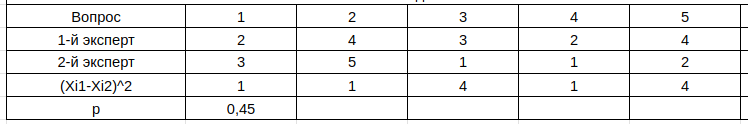 Вопрос 1 2 3 4 5
1-й эксперт 2 4 3 2 4
2-й эксперт 3 5 1 1 2
(Xi1-Xi2)^2 1 1 4 1 4
p 0,45